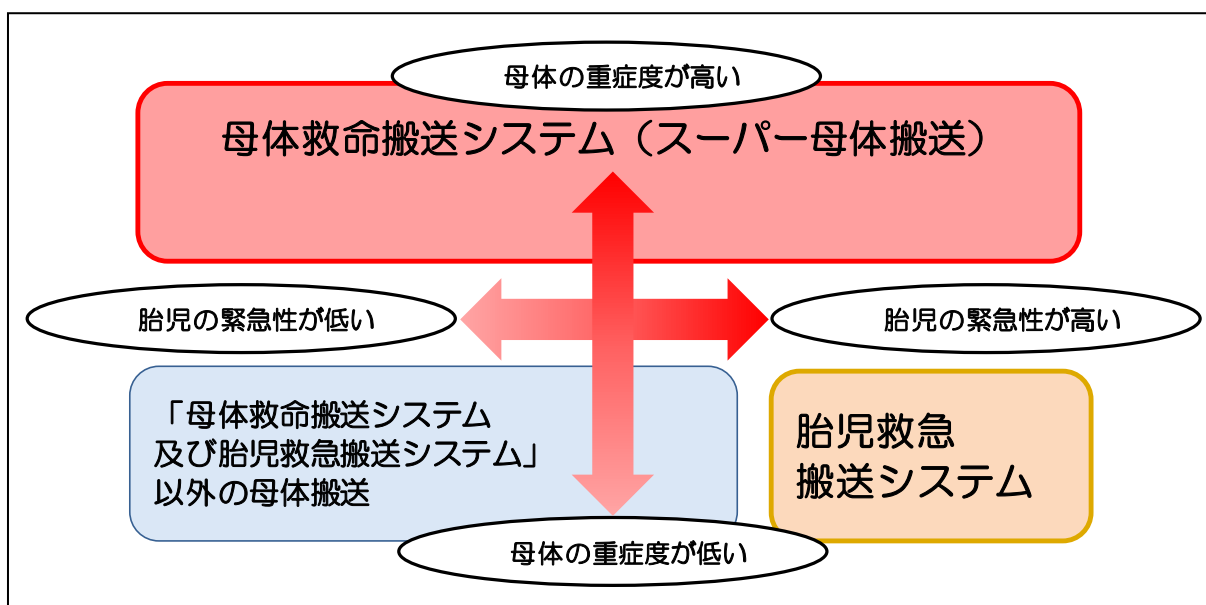 母体の重症度が高い
母体救命搬送システム（スーパー母体搬送）
胎児の緊急性が低い
胎児の緊急性が高い
「母体救命搬送システム
及び胎児救急搬送システム」
以外の母体搬送
胎児救急
搬送システム
母体の重症度が低い